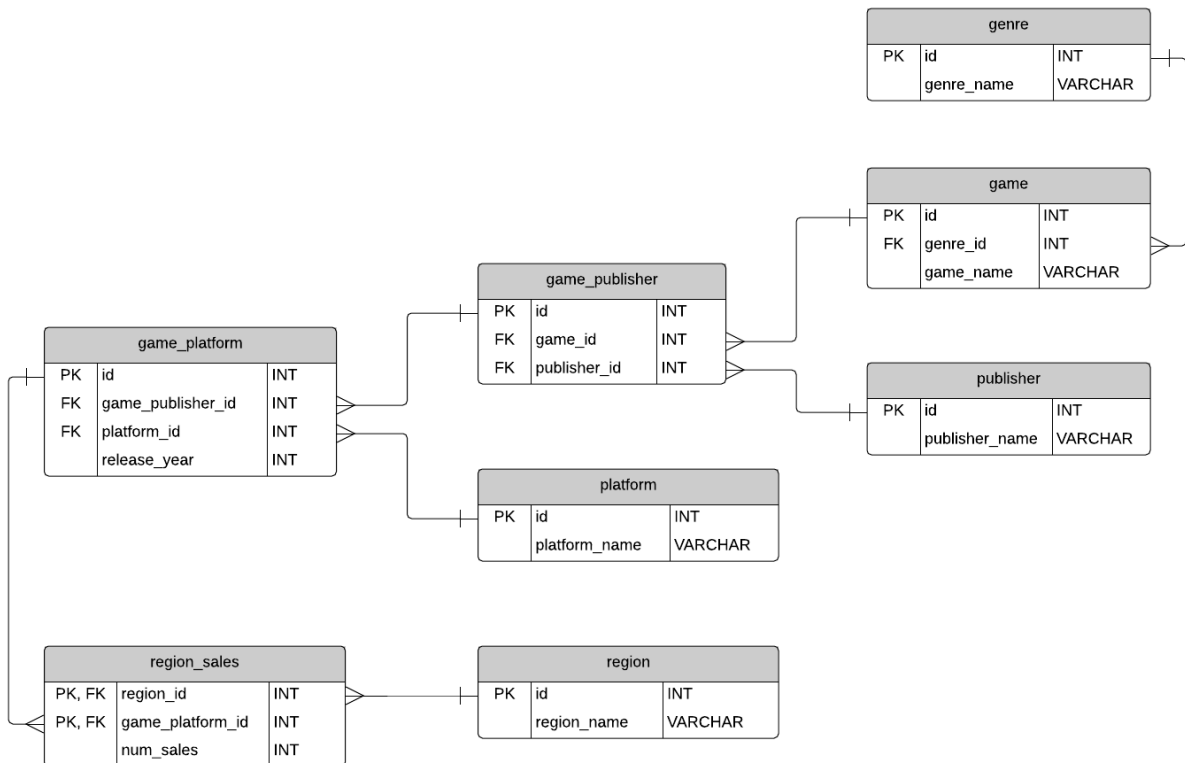 genre
PK id INT
genre_name VARCHAR
game
PK id INT
FK genre_id INT
game_name VARCHAR
game_publisher
PK id INT
FK game_id INT
FK publisher_id INT
game_platform
PK id INT
FK game_publisher_id INT
FK platform_id INT
release_year INT
publisher
PK id INT
publisher_name VARCHAR
platform
PK id INT
platform_name VARCHAR
region_sales
PK, FK region_id INT
PK, FK game_platform_id INT
num_sales INT
region
PK id INT
region_name VARCHAR